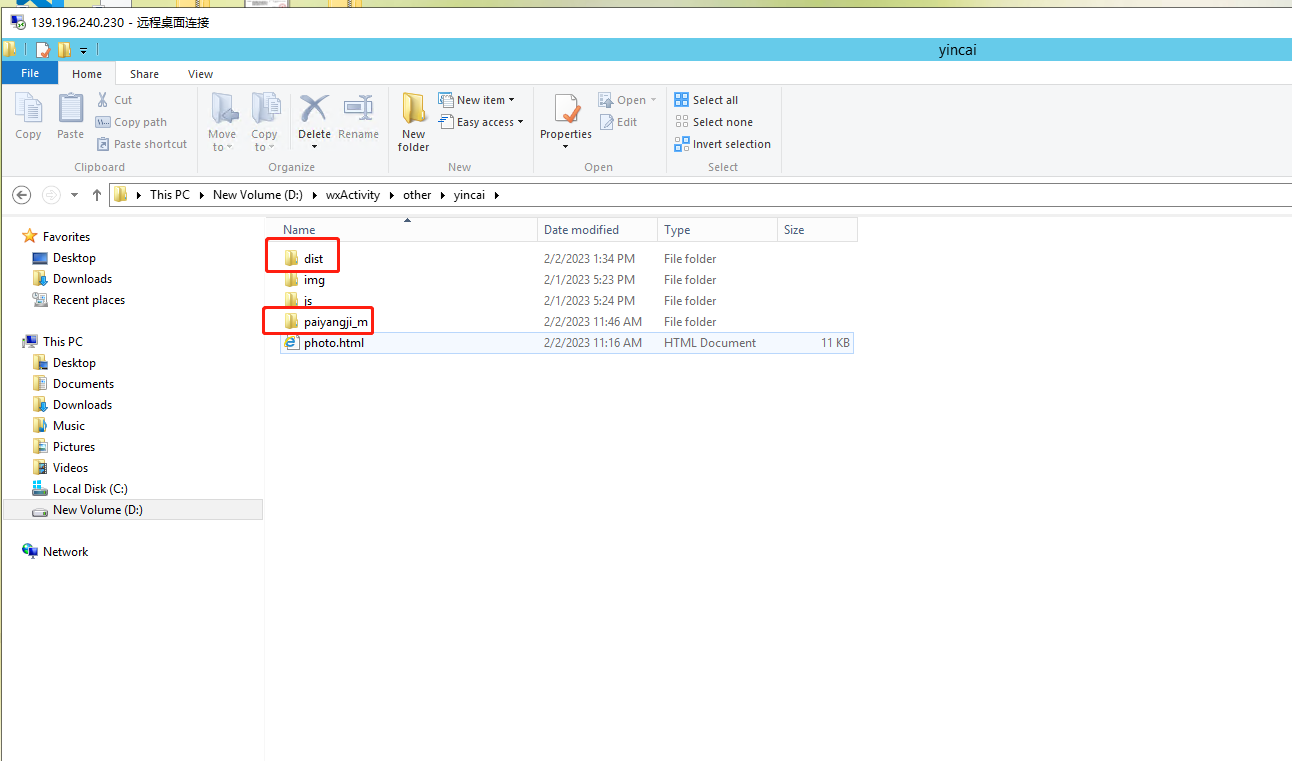 139.196.240.230 - 远程桌面连接
yincai
File Home Share View
Copy Paste Cut Copy path Paste shortcut
Move to Copy to Delete Rename
New folder New item Easy access
Properties Open Edit
Select all Select none Invert selection
Clipboard Organize New Open Select
This PC New Volume (D:) wxActivity other yincai
Favorites
Desktop
Downloads
Recent places
This PC
Desktop
Documents
Downloads
Music
Pictures
Videos
Local Disk (C:)
New Volume (D:)
Network
Name Date modified Type Size
dist 2/2/2023 1:34 PM File folder
img 2/1/2023 5:23 PM File folder
js 2/1/2023 5:24 PM File folder
paiyangji_m 2/2/2023 11:46 AM File folder
photo.html 2/2/2023 11:16 AM HTML Document 11 KB